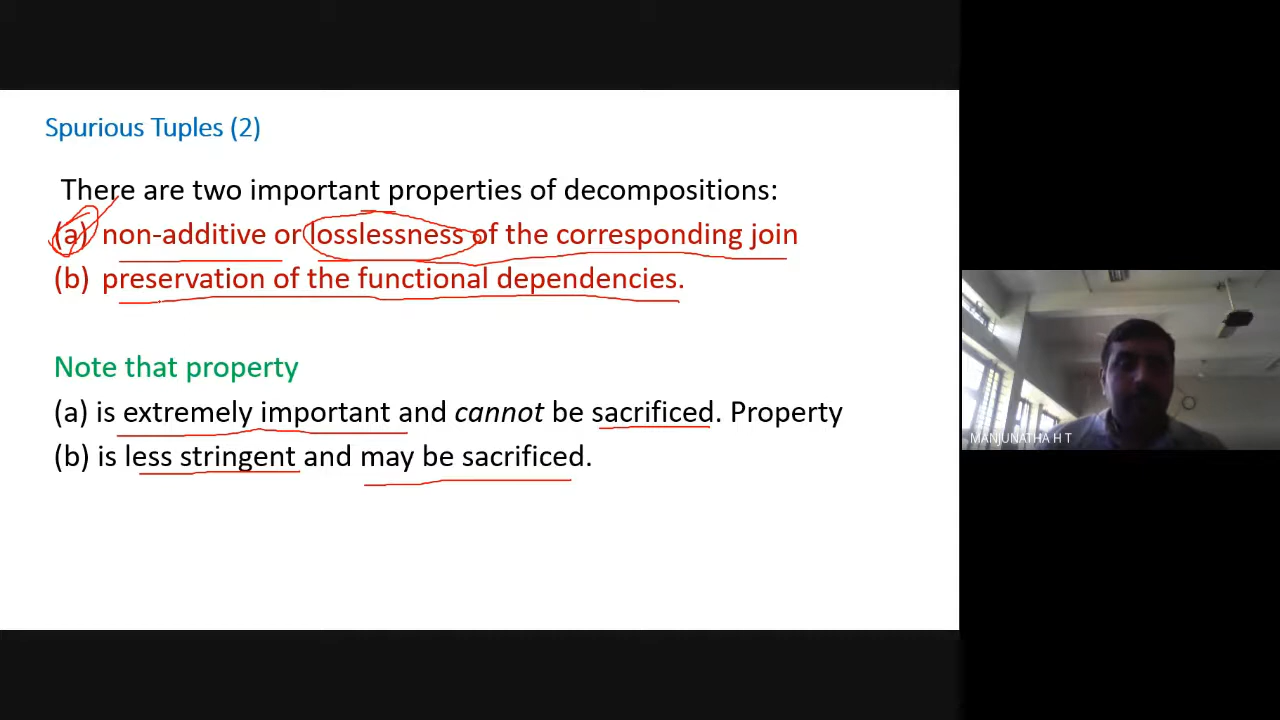 Spurious Tuples (2)
There are two important properties of decompositions:
(a) non-additive or losslessness of the corresponding join
(b) preservation of the functional dependencies.
Note that property
(a) is extremely important and cannot be sacrificed. Property
(b) is less stringent and may be sacrificed.
MANJUNATHA H T